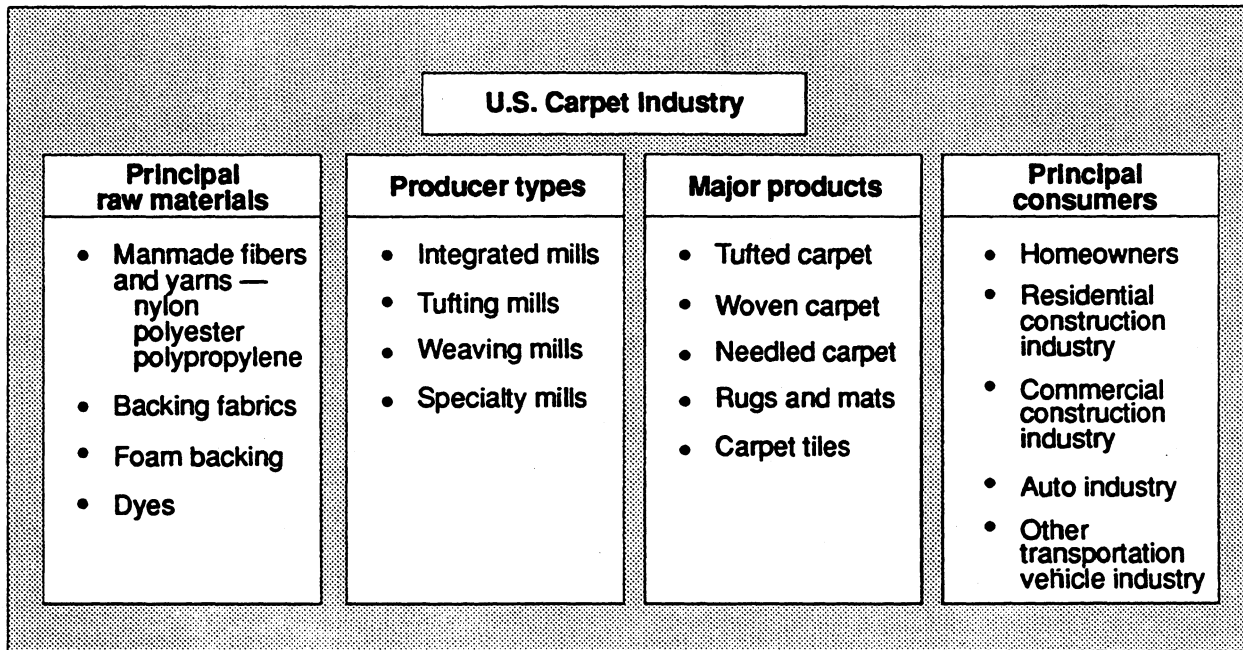 U.S. Carpet Industry
Principal
raw materials
• Manmade fibers
and yarns —
nylon
polyester
polypropylene
• Backing fabrics
• Foam backing
• Dyes
Producer types
• Integrated mills
• Tufting mills
• Weaving mills
• Specialty mills
Major products
• Tufted carpet
• Woven carpet
• Needled carpet
• Rugs and mats
• Carpet tiles
Principal
consumers
• Homeowners
• Residential
construction
industry
• Commercial
construction
industry
• Auto industry
• Other
transportation
vehicle industry